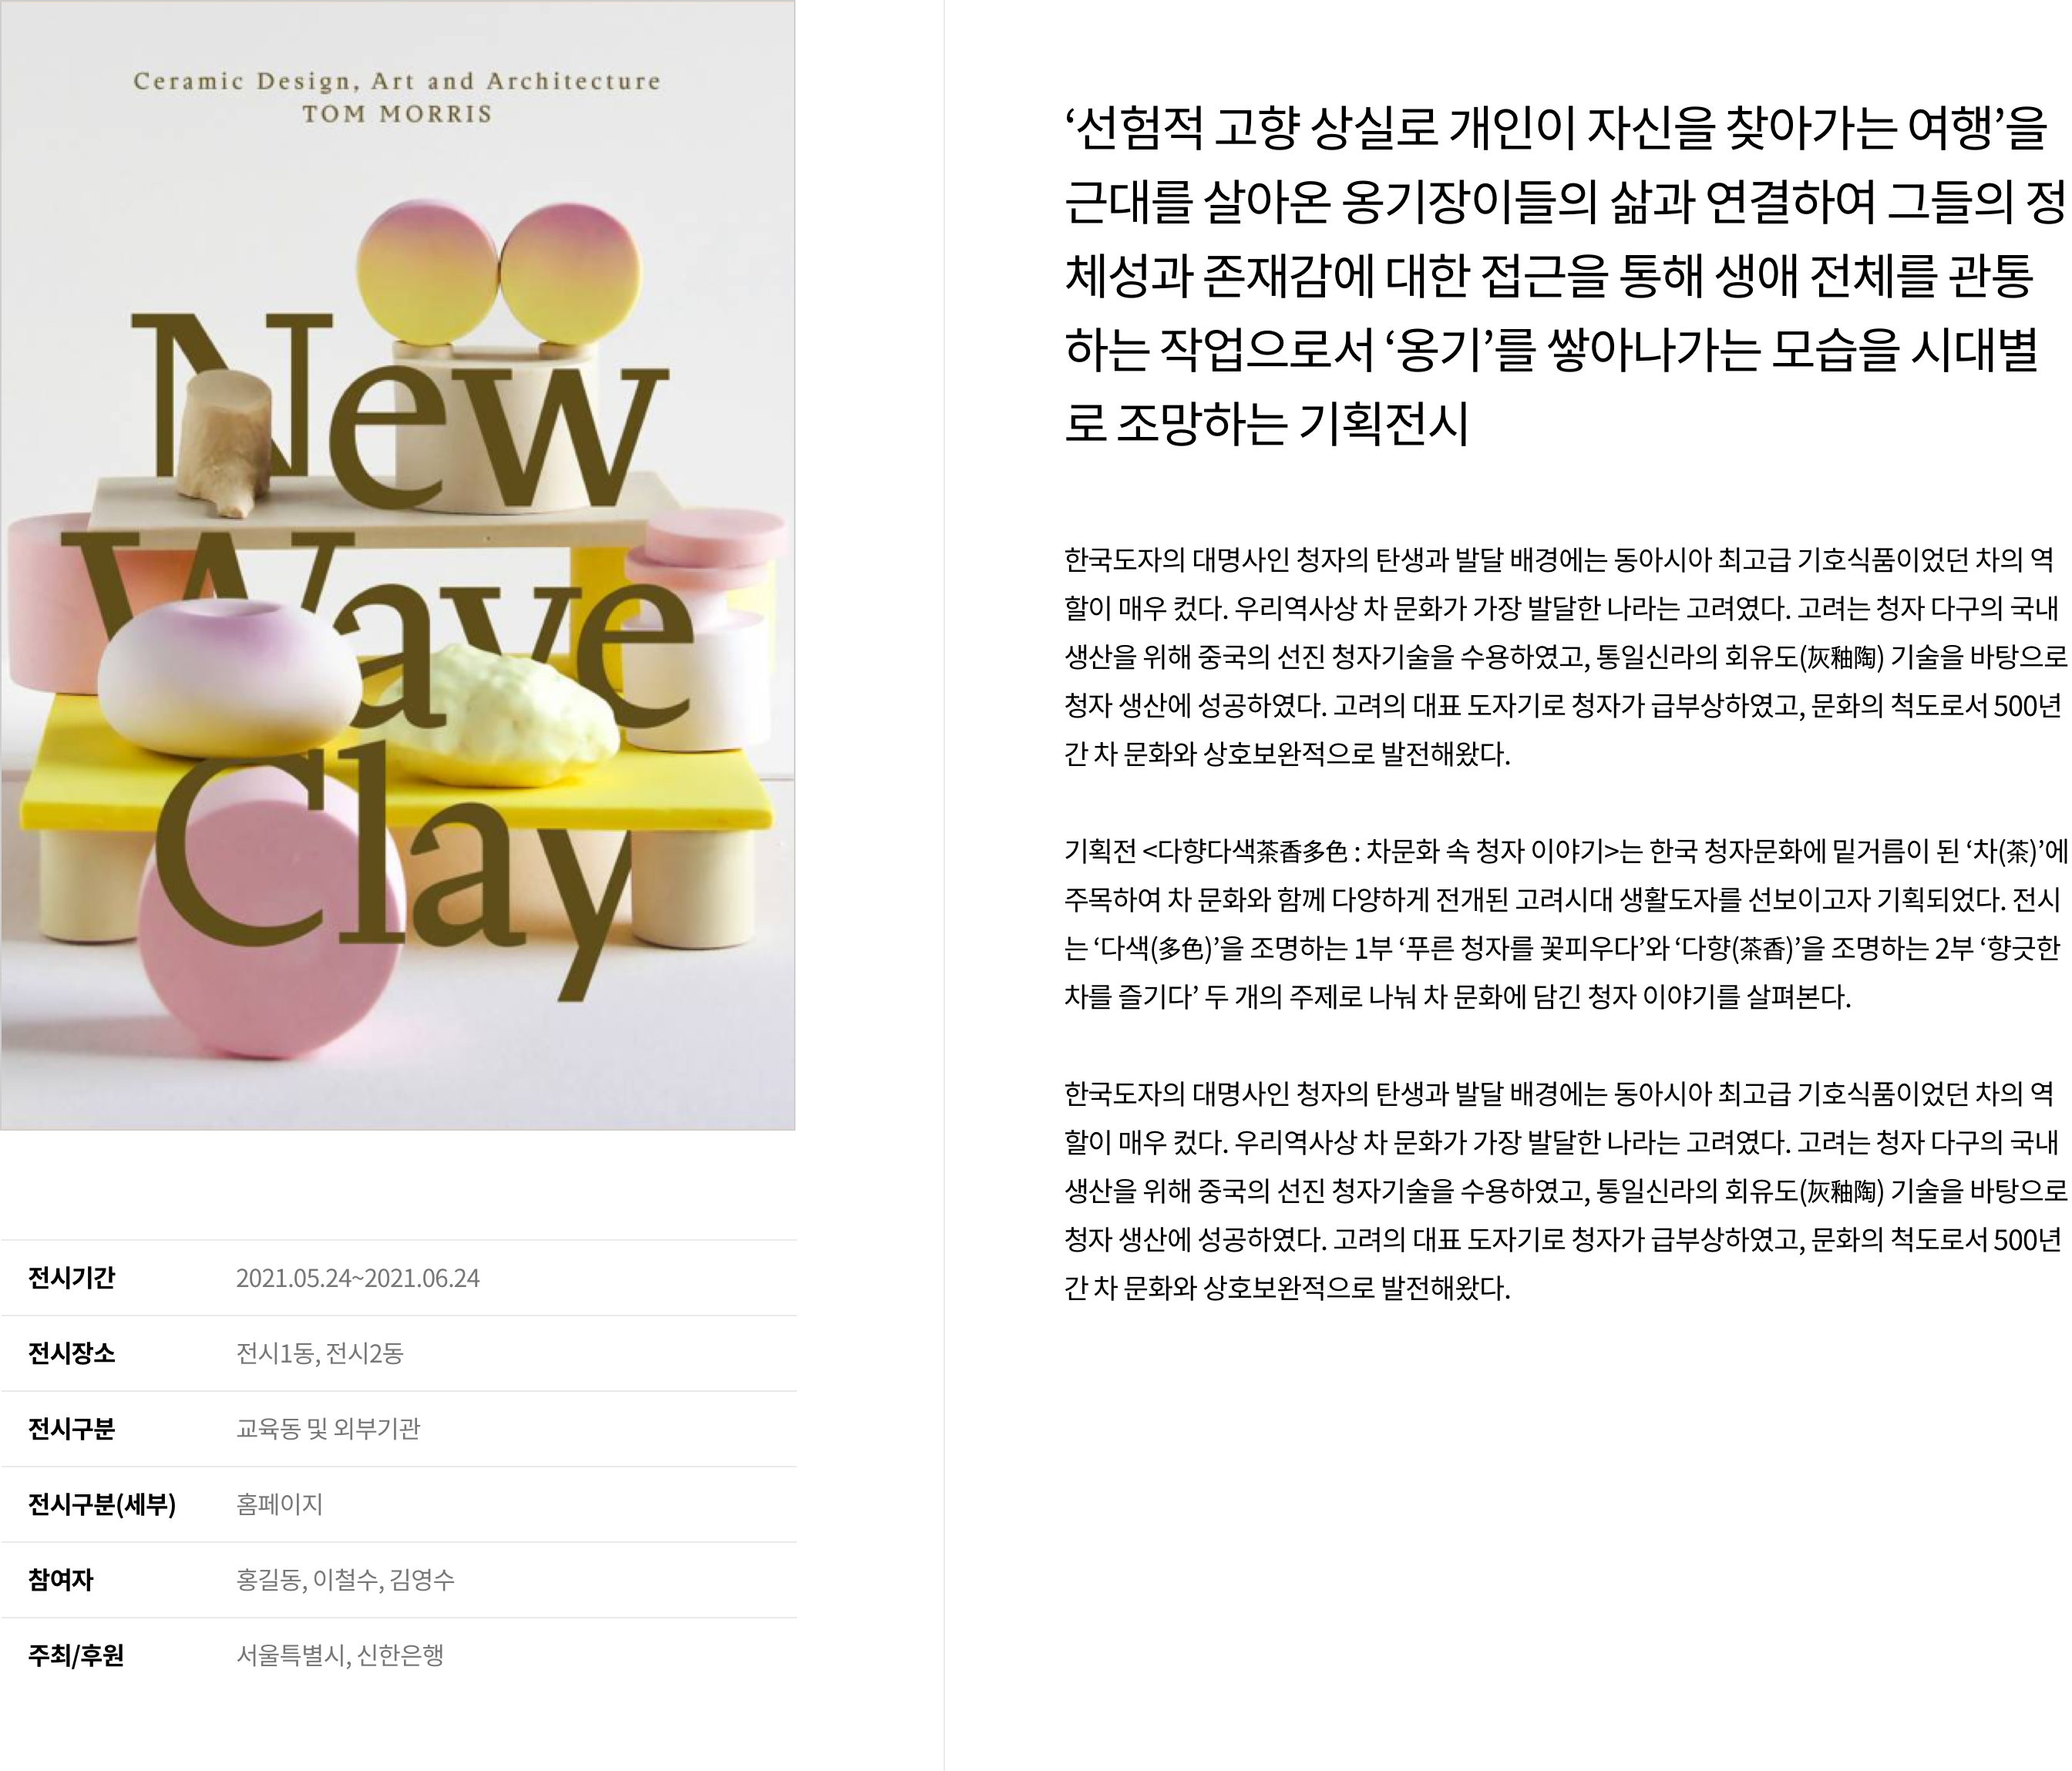 Ceramic Design, Art and Architecture
TOM MORRIS
New
Wave
Clay
전시기간 2021.05.24~2021.06.24
전시장소 전시1동, 전시2동
전시구분 교육동 및 외부기관
전시구분(세부) 홈페이지
참여자 홍길동, 이철수, 김영수
주최/후원 서울특별시, 신한은행
‘선험적 고향 상실로 개인이 자신을 찾아가는 여행’을
근대를 살아온 옹기장이들의 삶과 연결하여 그들의 정
체성과 존재감에 대한 접근을 통해 생애 전체를 관통
하는 작업으로서 ‘옹기’를 쌓아나가는 모습을 시대별
로 조망하는 기획전시
한국도자의 대명사인 청자의 탄생과 발달 배경에는 동아시아 최고급 기호식품이었던 차의 역
할이 매우 컸다. 우리역사상 차 문화가 가장 발달한 나라는 고려였다. 고려는 청자 다구의 국내
생산을 위해 중국의 선진 청자기술을 수용하였고, 통일신라의 회유도(灰釉陶) 기술을 바탕으로
청자 생산에 성공하였다. 고려의 대표 도자기로 청자가 급부상하였고, 문화의 척도로서 500년
간 차 문화와 상호보완적으로 발전해왔다.
기획전 <다향다색茶香多色 : 차문화 속 청자 이야기>는 한국 청자문화에 밑거름이 된 ‘차(茶)’에
주목하여 차 문화와 함께 다양하게 전개된 고려시대 생활도자를 선보이고자 기획되었다. 전시
는 ‘다색(多色)’을 조명하는 1부 ‘푸른 청자를 꽃피우다’와 ‘다향(茶香)’을 조명하는 2부 ‘향긋한
차를 즐기다’ 두 개의 주제로 나눠 차 문화에 담긴 청자 이야기를 살펴본다.
한국도자의 대명사인 청자의 탄생과 발달 배경에는 동아시아 최고급 기호식품이었던 차의 역
할이 매우 컸다. 우리역사상 차 문화가 가장 발달한 나라는 고려였다. 고려는 청자 다구의 국내
생산을 위해 중국의 선진 청자기술을 수용하였고, 통일신라의 회유도(灰釉陶) 기술을 바탕으로
청자 생산에 성공하였다. 고려의 대표 도자기로 청자가 급부상하였고, 문화의 척도로서 500년
간 차 문화와 상호보완적으로 발전해왔다.